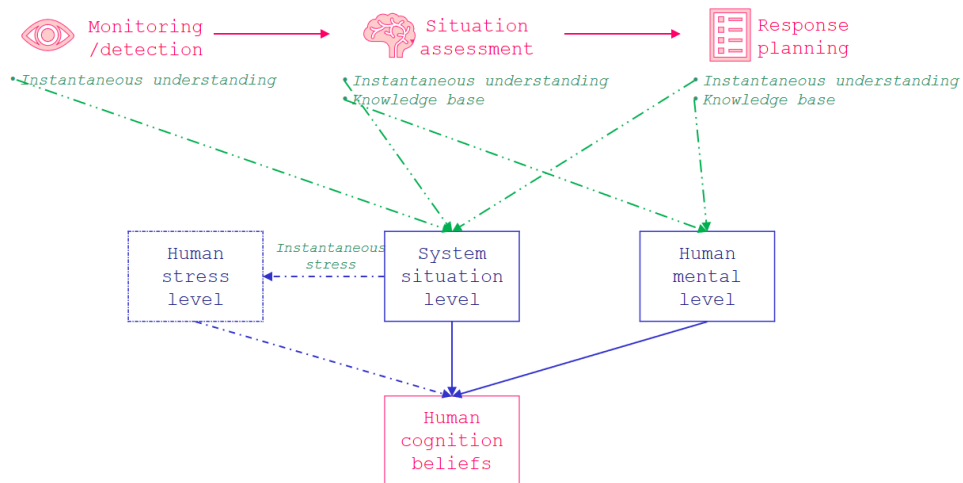 Monitoring
/detection
Situation
assessment
Response
planning
• Instantaneous understanding
• Instantaneous understanding
• Knowledge base
• Instantaneous understanding
• Knowledge base
Human
stress
level
Instantaneous
stress
System
situation
level
Human
mental
level
Human
cognition
beliefs